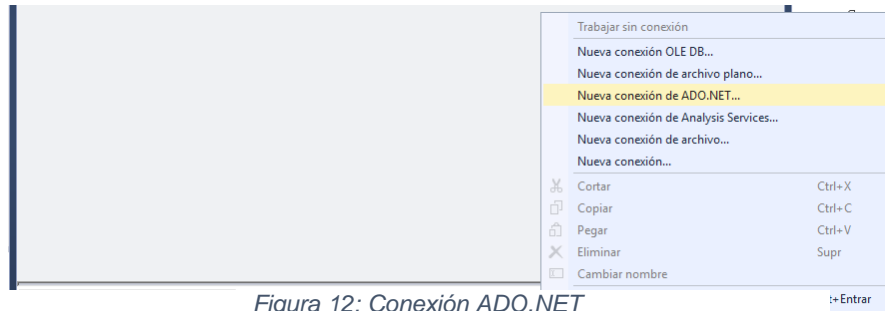 Trabajar sin conexión
Nueva conexión OLE DB...
Nueva conexión de archivo plano...
Nueva conexión de ADO.NET...
Nueva conexión de Analysis Services...
Nueva conexión de archivo...
Nueva conexión...
Cortar Ctrl+X
Copiar Ctrl+C
Pegar Ctrl+V
Eliminar Supr
Cambiar nombre
t+Entrar
Figura 12: Conexión ADO.NET